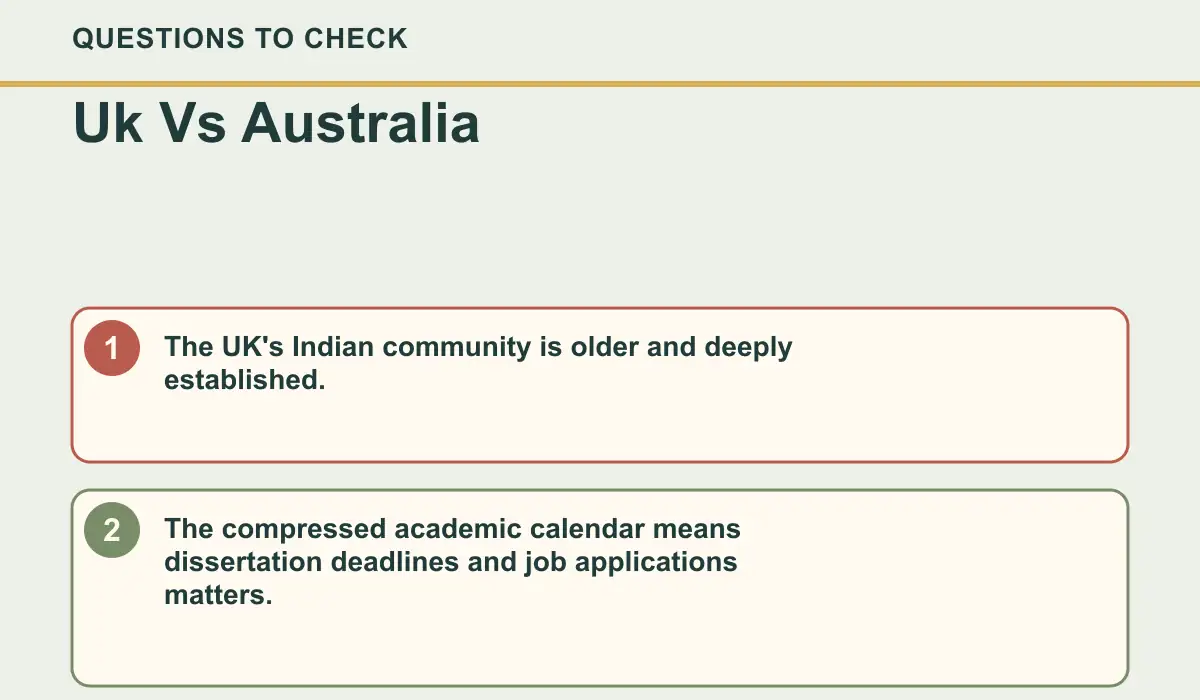 QUESTIONS TO CHECK
Uk Vs Australia
1
The UK's Indian community is older and deeply
established.
2
The compressed academic calendar means
dissertation deadlines and job applications
matters.